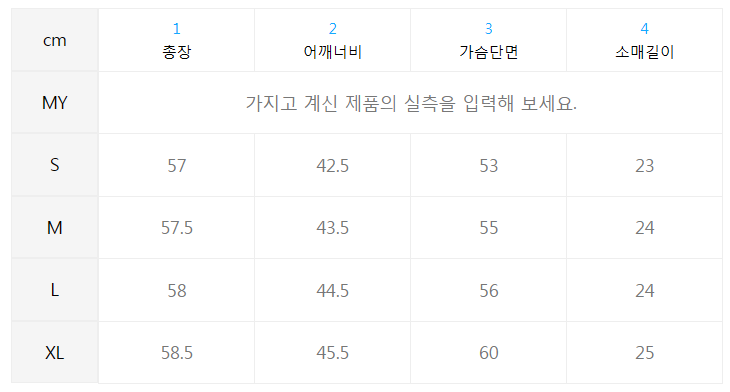 cm 1 2 3 4
총장 어깨너비 가슴단면 소매길이
MY 가지고 계신 제품의 실측을 입력해 보세요.
S 57 42.5 53 23
M 57.5 43.5 55 24
L 58 44.5 56 24
XL 58.5 45.5 60 25